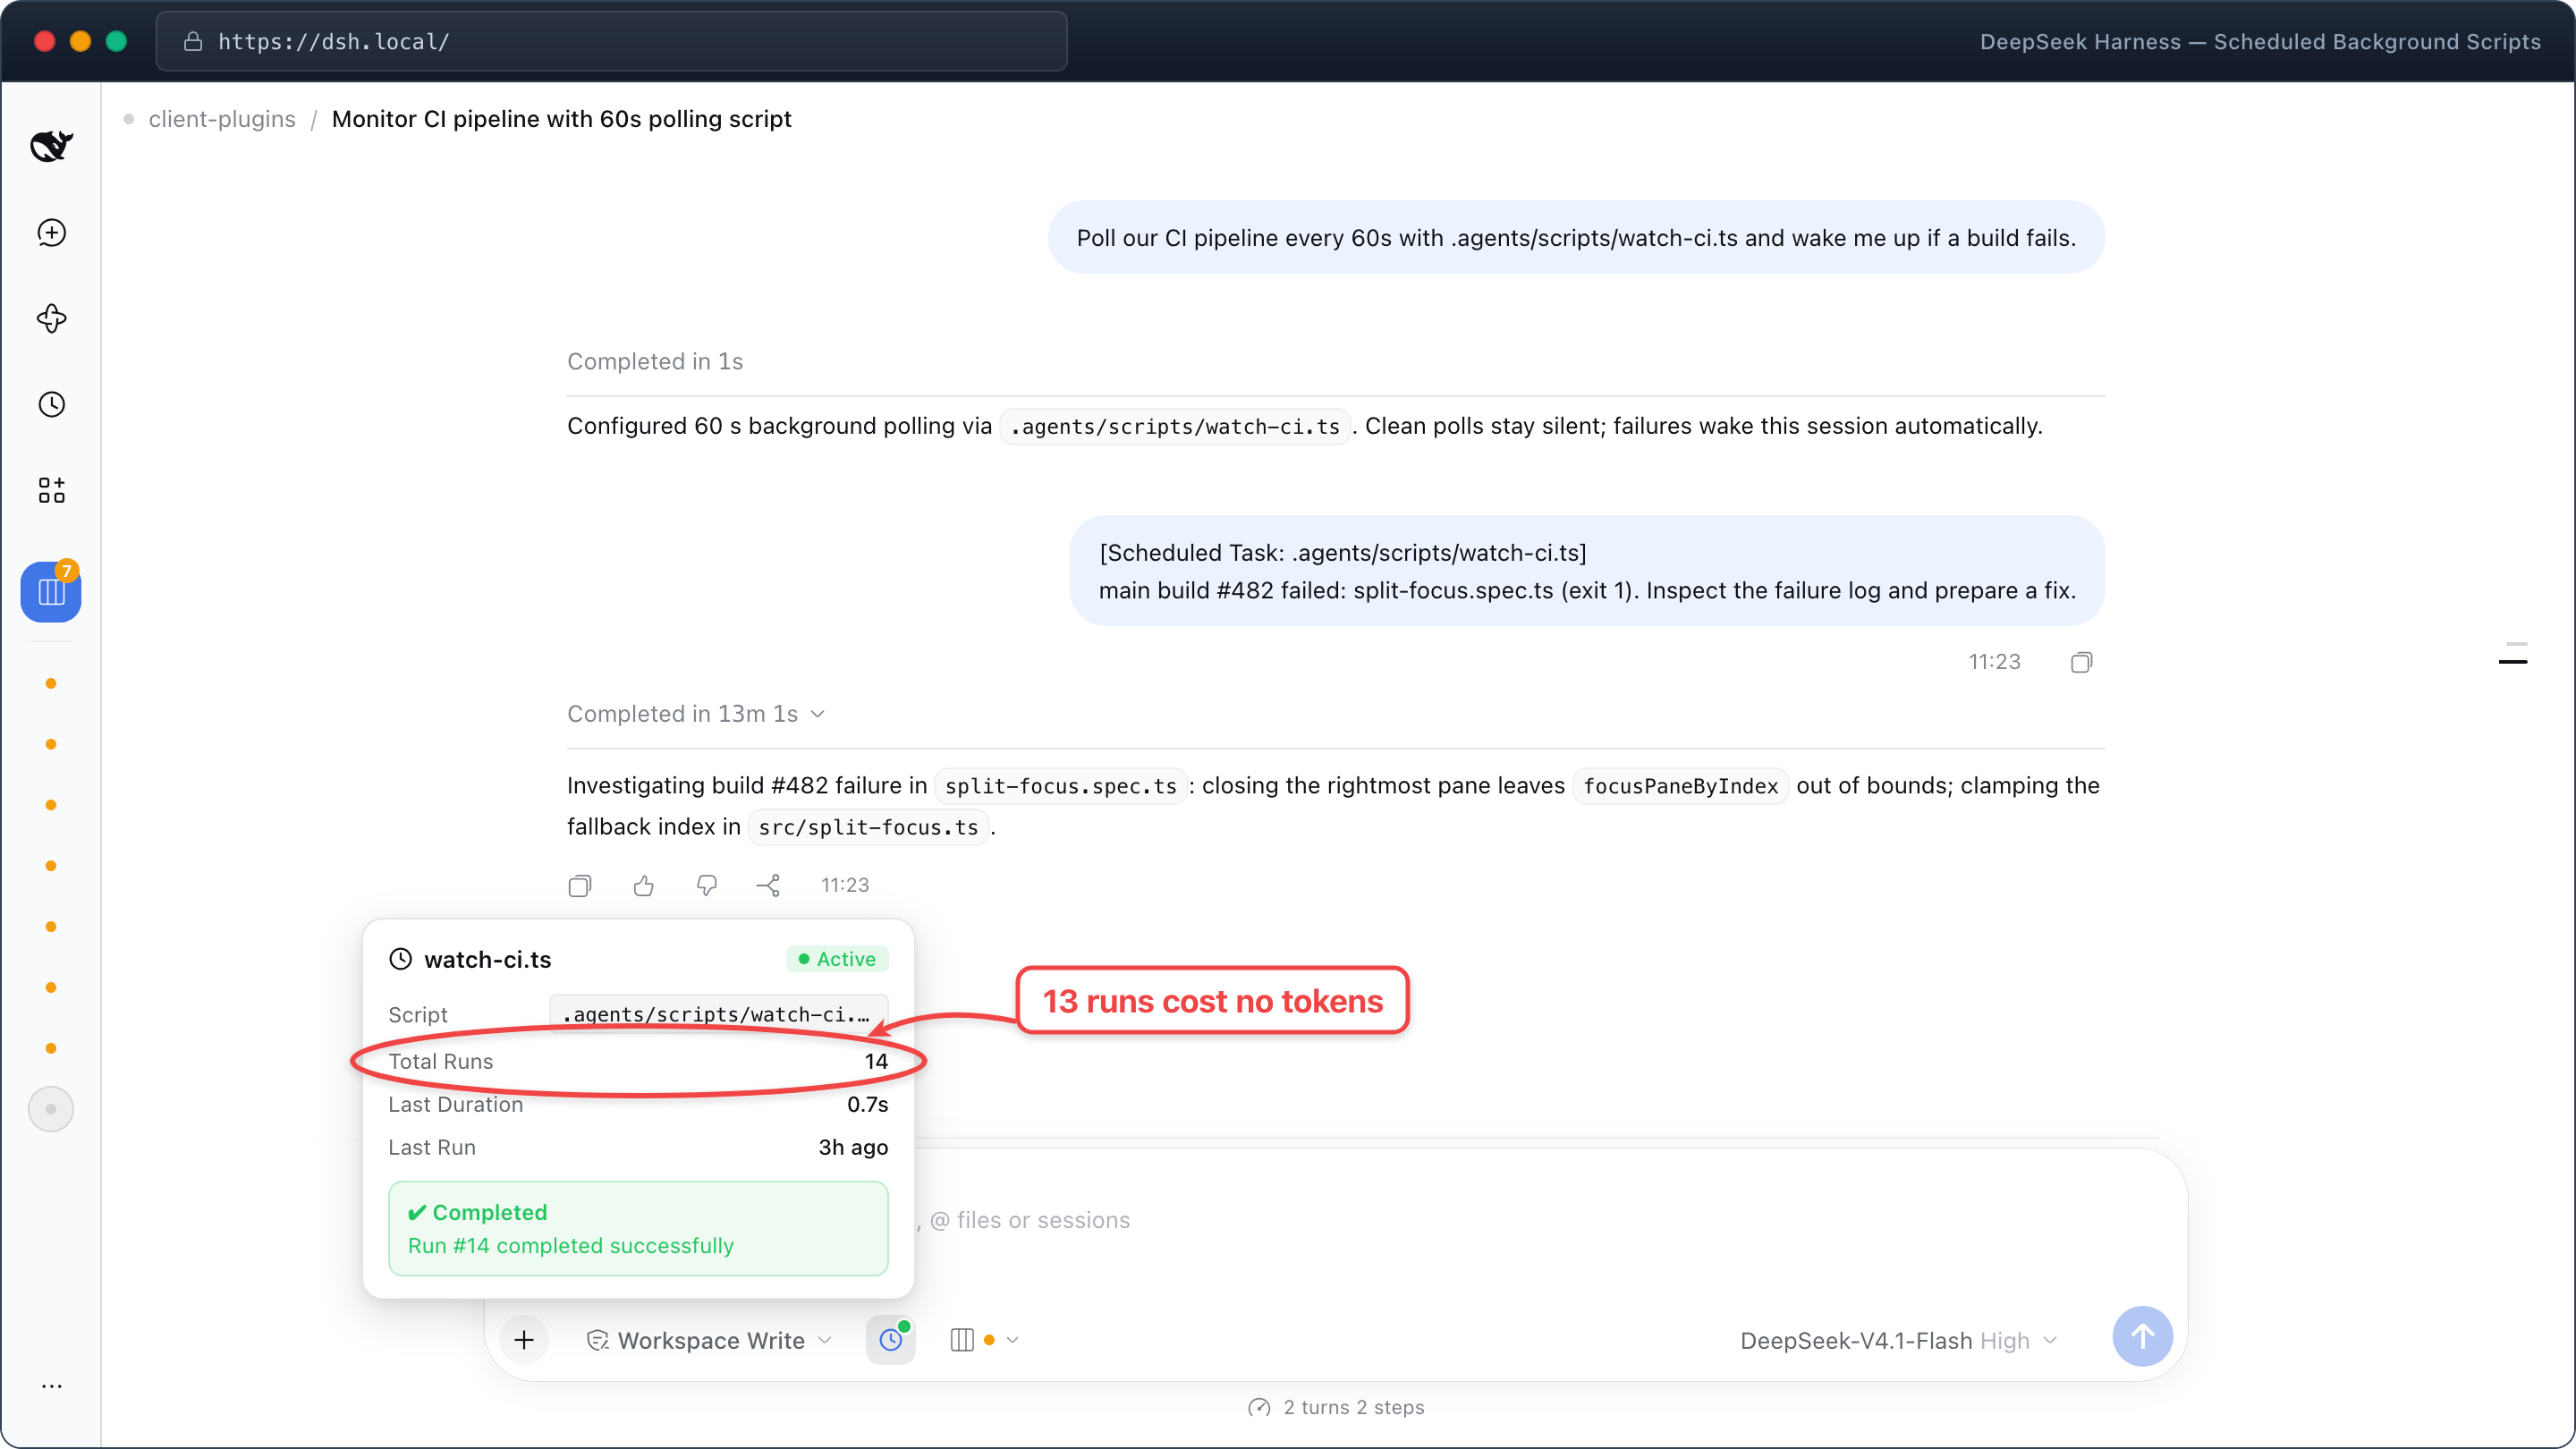 https://dsh.local/
DeepSeek Harness — Scheduled Background Scripts
client-plugins / Monitor CI pipeline with 60s polling script
Poll our CI pipeline every 60s with .agents/scripts/watch-ci.ts and wake me up if a build fails.
Completed in 1s
Configured 60 s background polling via .agents/scripts/watch-ci.ts. Clean polls stay silent; failures wake this session automatically.
7
[Scheduled Task: .agents/scripts/watch-ci.ts]
main build #482 failed: split-focus.spec.ts (exit 1). Inspect the failure log and prepare a fix.
11:23
Completed in 13m 1s
Investigating build #482 failure in split-focus.spec.ts: closing the rightmost pane leaves focusPaneByIndex out of bounds; clamping the
fallback index in src/split-focus.ts.
11:23
watch-ci.ts
Active
Script .agents/scripts/watch-ci.…
13 runs cost no tokens
Total Runs 14
Last Duration 0.7s
Last Run 3h ago
✔ Completed
Run #14 completed successfully
, @ files or sessions
Workspace Write
DeepSeek-V4.1-Flash High
2 turns 2 steps